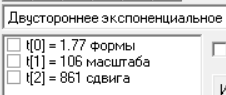 Двустороннее экспоненциальное
t[0] = 1.77 формы
t[1] = 106 масштаба
t[2] = 861 сдвига